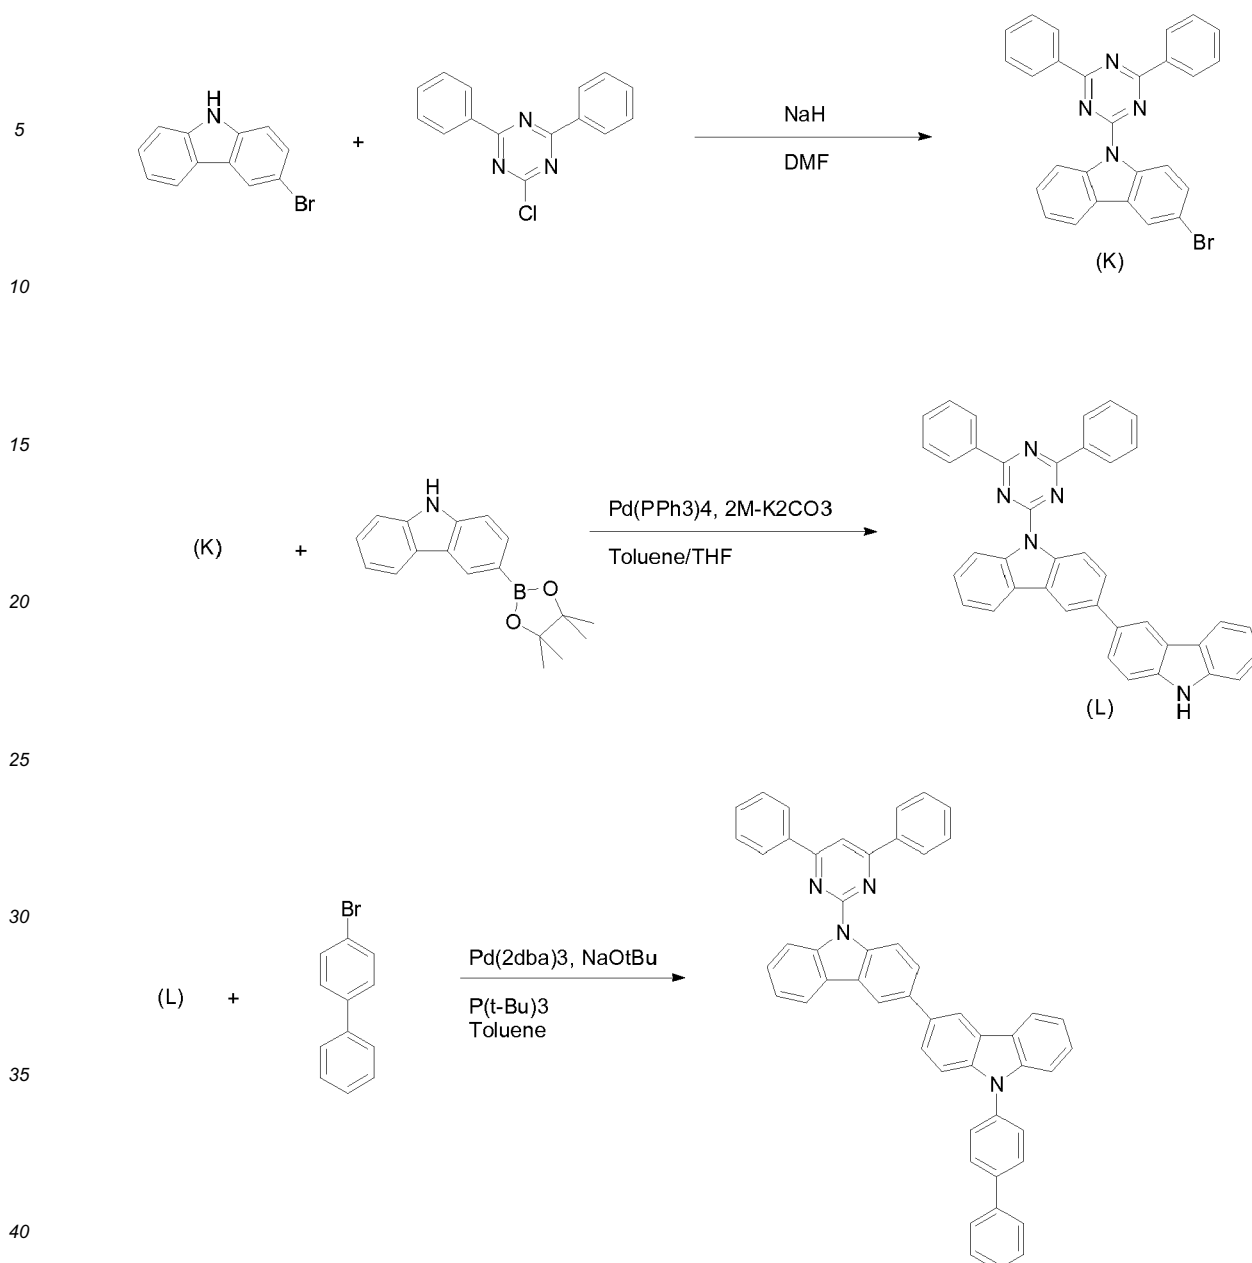 H
N
N
N
N
N
N
N
N
NaH
5
+
DMF
Br
Cl
Br
(K)
10
15
N
N
N
H
N
Pd(PPh3)4, 2M-K2CO3
N
(K)
+
Toluene/THF
B
O
O
20
N
H
(L)
25
N
N
30
Br
N
Pd(2dba)3, NaOtBu
(L)
+
P(t-Bu)3
Toluene
35
N
40